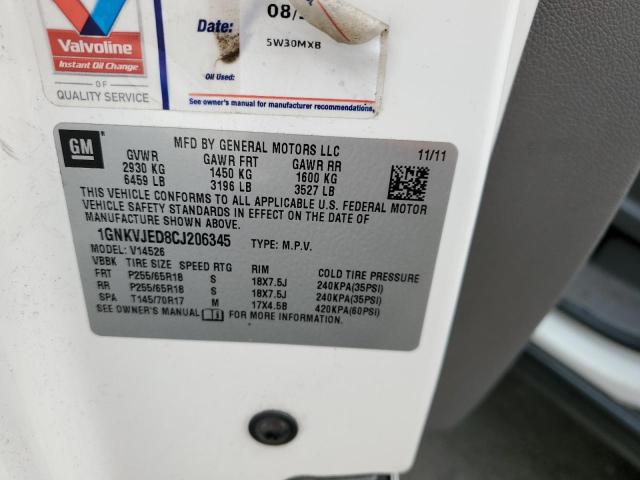 Valvoline
Instant Oil Change
OF
QUALITY SERVICE
Date: 08/
5W30MXB
Oil Used:
See owner's manual for manufacturer recommendations
GM
MFD BY GENERAL MOTORS LLC
GVWR GAWR FRT GAWR RR 11/11
2930 KG 1450 KG 1600 KG
6459 LB 3196 LB 3527 LB
THIS VEHICLE CONFORMS TO ALL APPLICABLE U.S. FEDERAL MOTOR
VEHICLE SAFETY STANDARDS IN EFFECT ON THE DATE OF
MANUFACTURE SHOWN ABOVE.
1GNKVJED8CJ206345 TYPE: M.P.V.
MODEL: V14526
VBBK TIRE SIZE SPEED RTG RIM COLD TIRE PRESSURE
FRT P255/65R18 S 18X7.5J 240KPA(35PSI)
RR P255/65R18 S 18X7.5J 240KPA(35PSI)
SPA T145/70R17 M 17X4.5B 420KPA(60PSI)
SEE OWNER'S MANUAL FOR MORE INFORMATION.